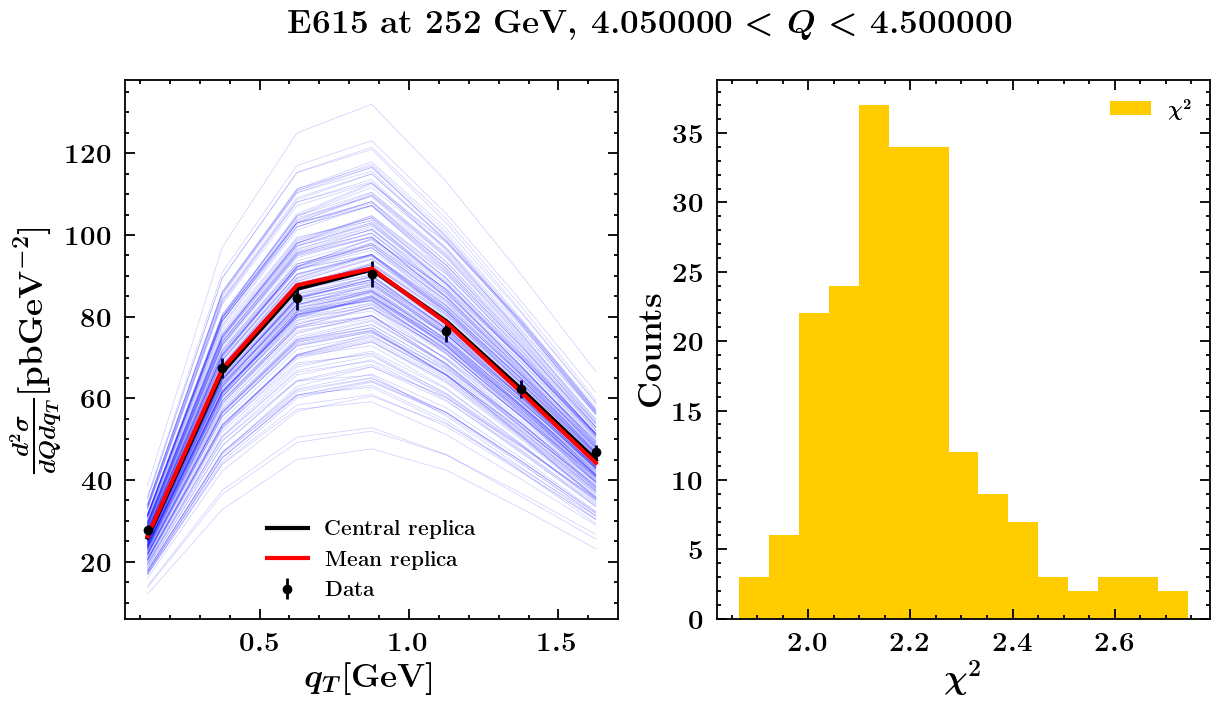 E615 at 252 GeV, 4.050000 < Q < 4.500000
d²σ/dQdq_T [pbGeV⁻²]
120
100
80
60
40
20
0.5 1.0 1.5
q_T[GeV]
Central replica
Mean replica
Data
Counts
35
30
25
20
15
10
5
0
2.0 2.2 2.4 2.6
χ²
χ²